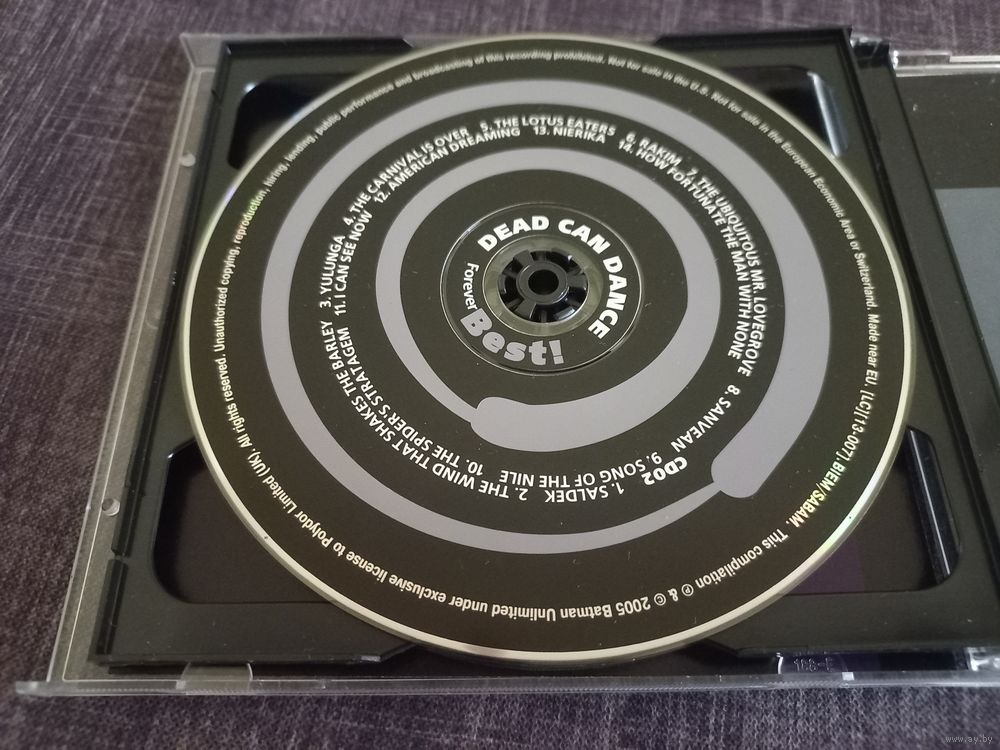 DEAD CAN DANCE
Forever
Best!
CD02
1. SALDEK 2. THE WIND THAT SHAKES THE BARLEY 3. YULUNGA 4. THE CARNIVAL IS OVER 5. THE LOTUS EATERS 6. RAKIM 7. THE UBIQUITOUS MR. LOVEGROVE 8. SANVEAN
9. SONG OF THE NILE 10. THE SPIDER'S STRATAGEM 11. I CAN SEE NOW 12. AMERICAN DREAMING 13. NIERIKA 14. HOW FORTUNATE THE MAN WITH NONE
This compilation ℗ & © 2005 Batman Unlimited under exclusive license to Polydor Limited (UK). All rights reserved. Unauthorized copying, reproduction, hiring, lending, public performance and broadcasting of this recording prohibited. Not for sale in the U.S. Not for sale in the European Economic Area or Switzerland. Made near EU. [LC](13-007) BIEM/SABAM.
168-F
www.ay.by